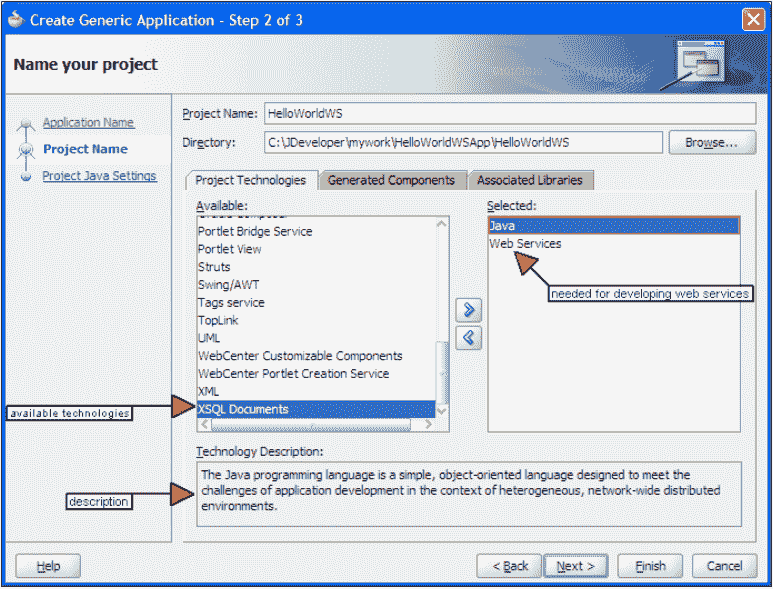 Create Generic Application - Step 2 of 3
Name your project
Application Name
Project Name
Project Java Settings
Project Name: HelloWorldWS
Directory: C:\JDeveloper\mywork\HelloWorldWSApp\HelloWorldWS
Browse...
Project Technologies Generated Components Associated Libraries
Available:
Portlet Bridge Service
Portlet View
Struts
Swing/AWT
Tags service
TopLink
UML
WebCenter Customizable Components
WebCenter Portlet Creation Service
XML
XSQL Documents
Selected:
Java
Web Services
needed for developing web services
available technologies
Technology Description:
The Java programming language is a simple, object-oriented language designed to meet the
challenges of application development in the context of heterogeneous, network-wide distributed
environments.
description
Help
< Back Next > Finish Cancel